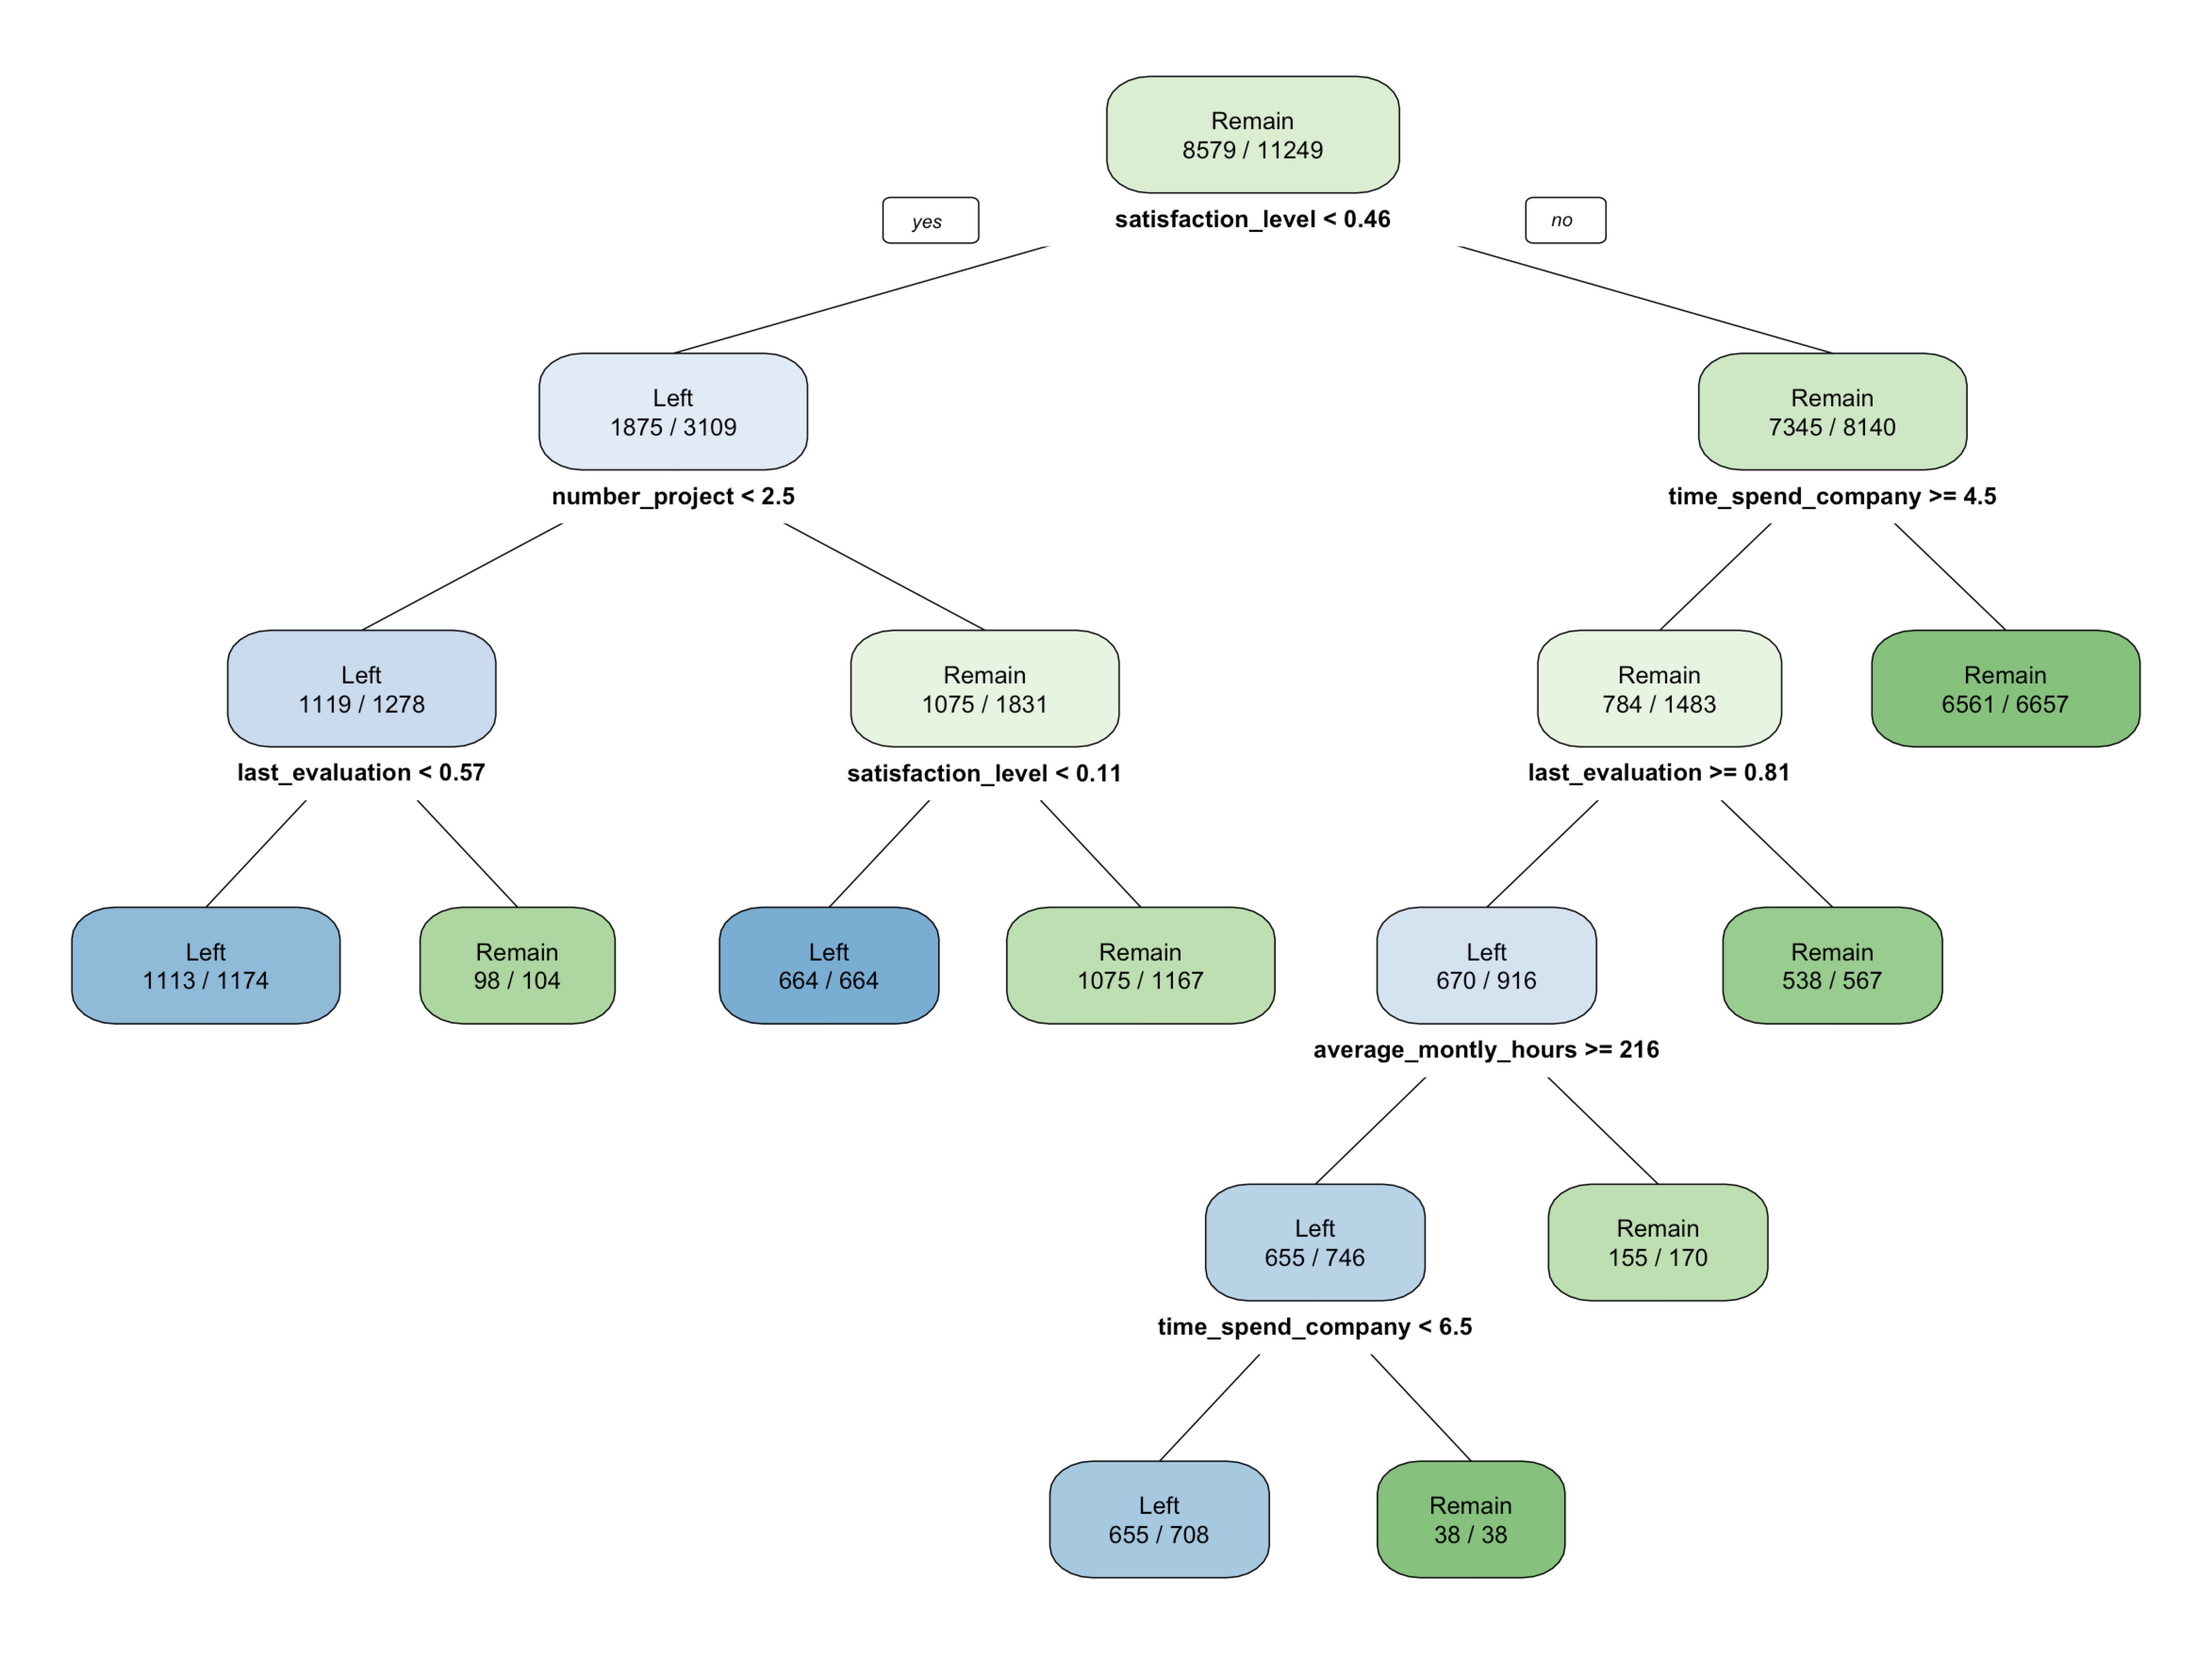 Remain
8579 / 11249
yes
satisfaction_level < 0.46
no
Left
1875 / 3109
Remain
7345 / 8140
number_project < 2.5
time_spend_company >= 4.5
Left
1119 / 1278
Remain
1075 / 1831
Remain
784 / 1483
Remain
6561 / 6657
last_evaluation < 0.57
satisfaction_level < 0.11
last_evaluation >= 0.81
Left
1113 / 1174
Remain
98 / 104
Left
664 / 664
Remain
1075 / 1167
Left
670 / 916
Remain
538 / 567
average_montly_hours >= 216
Left
655 / 746
Remain
155 / 170
time_spend_company < 6.5
Left
655 / 708
Remain
38 / 38